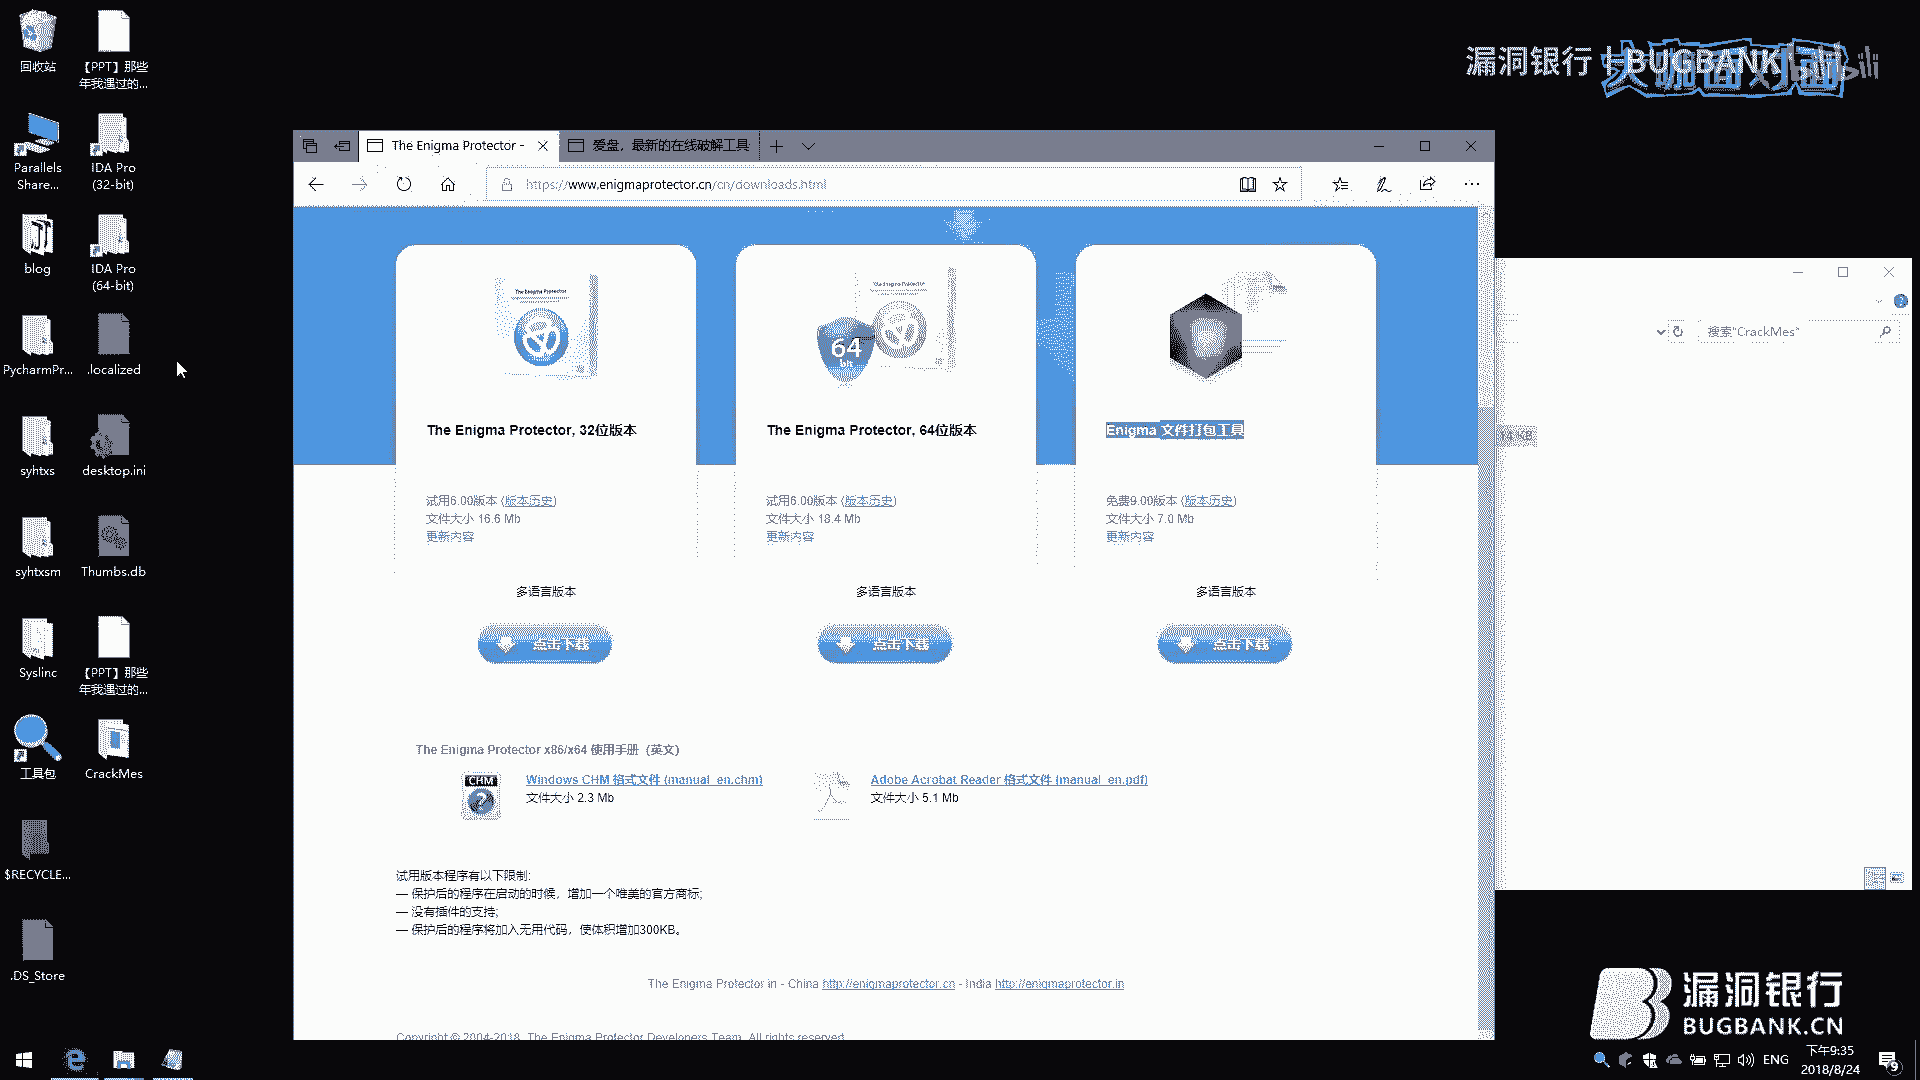 回收站
【PPT】那些
年我遇过的...
Parallels
Share...
IDA Pro
(32-bit)
blog
IDA Pro
(64-bit)
PycharmPr...
.localized
syhtxs
desktop.ini
syhtxsm
Thumbs.db
Syslinc
【PPT】那些
年我遇过的...
工具包
CrackMes
$RECYCLE...
.DS_Store
漏洞银行 | BUGBANK
大咖面对面
bilibili
The Enigma Protector -
爱盘，最新的在线破解工具
https://www.enigmaprotector.cn/cn/downloads.html
The Enigma Protector
The Enigma Protector
64
bit
The Enigma Protector, 32位版本
The Enigma Protector, 64位版本
Enigma 文件打包工具
试用6.00版本 (版本历史)
文件大小 16.6 Mb
更新内容
试用6.00版本 (版本历史)
文件大小 18.4 Mb
更新内容
免费9.00版本 (版本历史)
文件大小 7.0 Mb
更新内容
多语言版本
多语言版本
多语言版本
点击下载
点击下载
点击下载
The Enigma Protector x86/x64 使用手册（英文）
CHM
Windows CHM 格式文件 (manual_en.chm)
文件大小 2.3 Mb
Adobe Acrobat Reader 格式文件 (manual_en.pdf)
文件大小 5.1 Mb
试用版本程序有以下限制:
— 保护后的程序在启动的时候，增加一个唯美的官方商标;
— 没有插件的支持;
— 保护后的程序将加入无用代码，使体积增加300KB。
The Enigma Protector in - China http://enigmaprotector.cn - India http://enigmaprotector.in
Copyright © 2004-2018, The Enigma Protector Developers Team. All rights reserved
搜索"CrackMes"
漏洞银行
BUGBANK.CN
ENG
下午9:35
2018/8/24
9